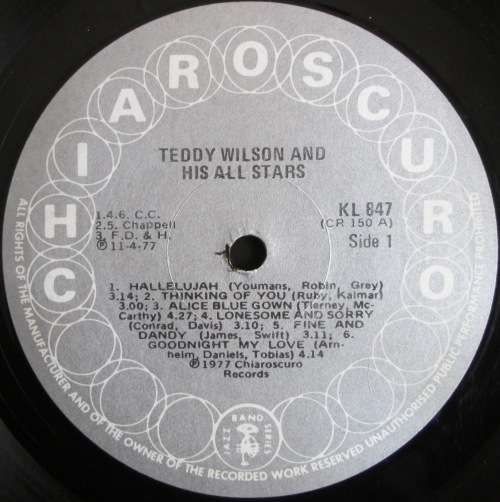 CHIAROSCURO
TEDDY WILSON AND
HIS ALL STARS
1.4.6. C.C.
2.5. Chappell
3. F.D. & H.
℗11-4-77
KL 847
(CR 150 A)
Side 1
1. HALLELUJAH (Youmans, Robin, Grey)
3.14; 2. THINKING OF YOU (Ruby, Kalmar)
3.00; 3. ALICE BLUE GOWN (Tierney, Mc-
Carthy) 4.27; 4. LONESOME AND SORRY
(Conrad, Davis) 3.10; 5. FINE AND
DANDY (James, Swift) 3.11; 6.
GOODNIGHT MY LOVE (Arn-
heim, Daniels, Tobias) 4.14
℗1977 Chiaroscuro
Records
JAZZ BAND SERIES
ALL RIGHTS OF THE MANUFACTURER AND OF THE OWNER OF THE RECORDED WORK RESERVED UNAUTHORISED PUBLIC PERFORMANCE PROHIBITED